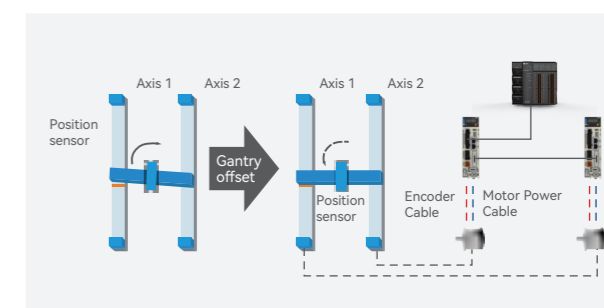 Axis 1
Axis 2
Position
sensor
Gantry
offset
Axis 1
Axis 2
Position
sensor
Encoder
Cable
Motor Power
Cable